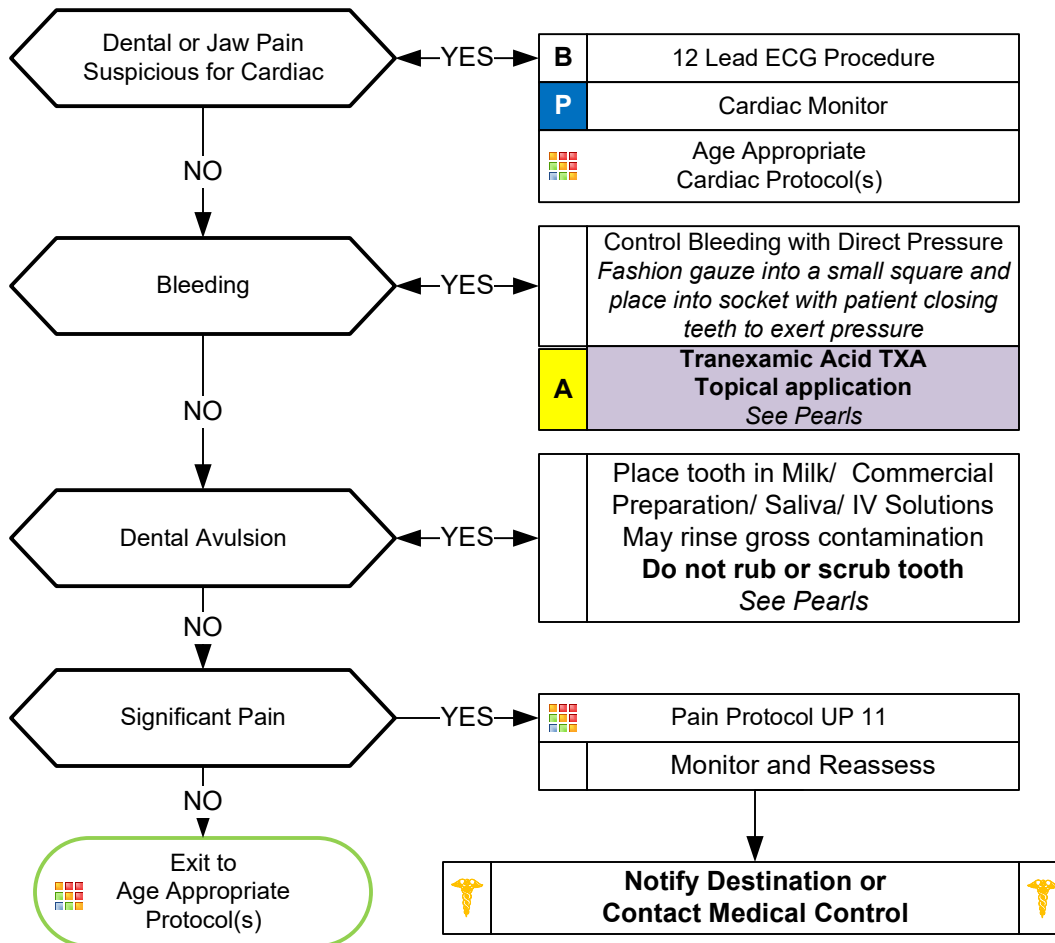 Dental or Jaw Pain
Suspicious for Cardiac
YES
B
12 Lead ECG Procedure
P
Cardiac Monitor
Age Appropriate
Cardiac Protocol(s)
NO
Bleeding
YES
Control Bleeding with Direct Pressure
Fashion gauze into a small square and
place into socket with patient closing
teeth to exert pressure
A
Tranexamic Acid TXA
Topical application
See Pearls
NO
Dental Avulsion
YES
Place tooth in Milk/ Commercial
Preparation/ Saliva/ IV Solutions
May rinse gross contamination
Do not rub or scrub tooth
See Pearls
NO
Significant Pain
YES
Pain Protocol UP 11
Monitor and Reassess
NO
Exit to
Age Appropriate
Protocol(s)
Notify Destination or
Contact Medical Control